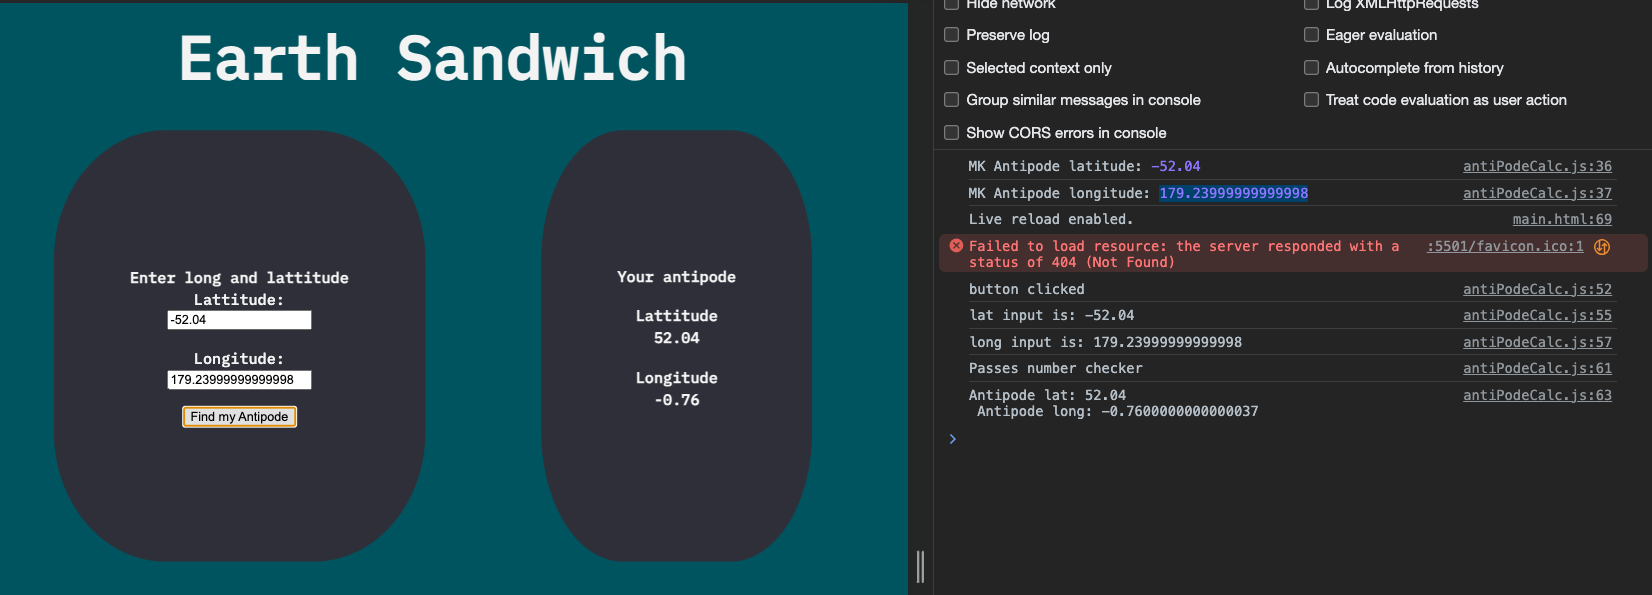 Earth Sandwich
Enter long and lattitude
Lattitude:
-52.04
Longitude:
179.23999999999998
Find my Antipode
Your antipode
Lattitude
52.04
Longitude
-0.76
Hide network
Log XMLHttpRequests
Preserve log
Eager evaluation
Selected context only
Autocomplete from history
Group similar messages in console
Treat code evaluation as user action
Show CORS errors in console
MK Antipode latitude: -52.04 antiPodeCalc.js:36
MK Antipode longitude: 179.23999999999998 antiPodeCalc.js:37
Live reload enabled. main.html:69
Failed to load resource: the server responded with a :5501/favicon.ico:1
status of 404 (Not Found)
button clicked antiPodeCalc.js:52
lat input is: -52.04 antiPodeCalc.js:55
long input is: 179.23999999999998 antiPodeCalc.js:57
Passes number checker antiPodeCalc.js:61
Antipode lat: 52.04 antiPodeCalc.js:63
Antipode long: -0.7600000000000037